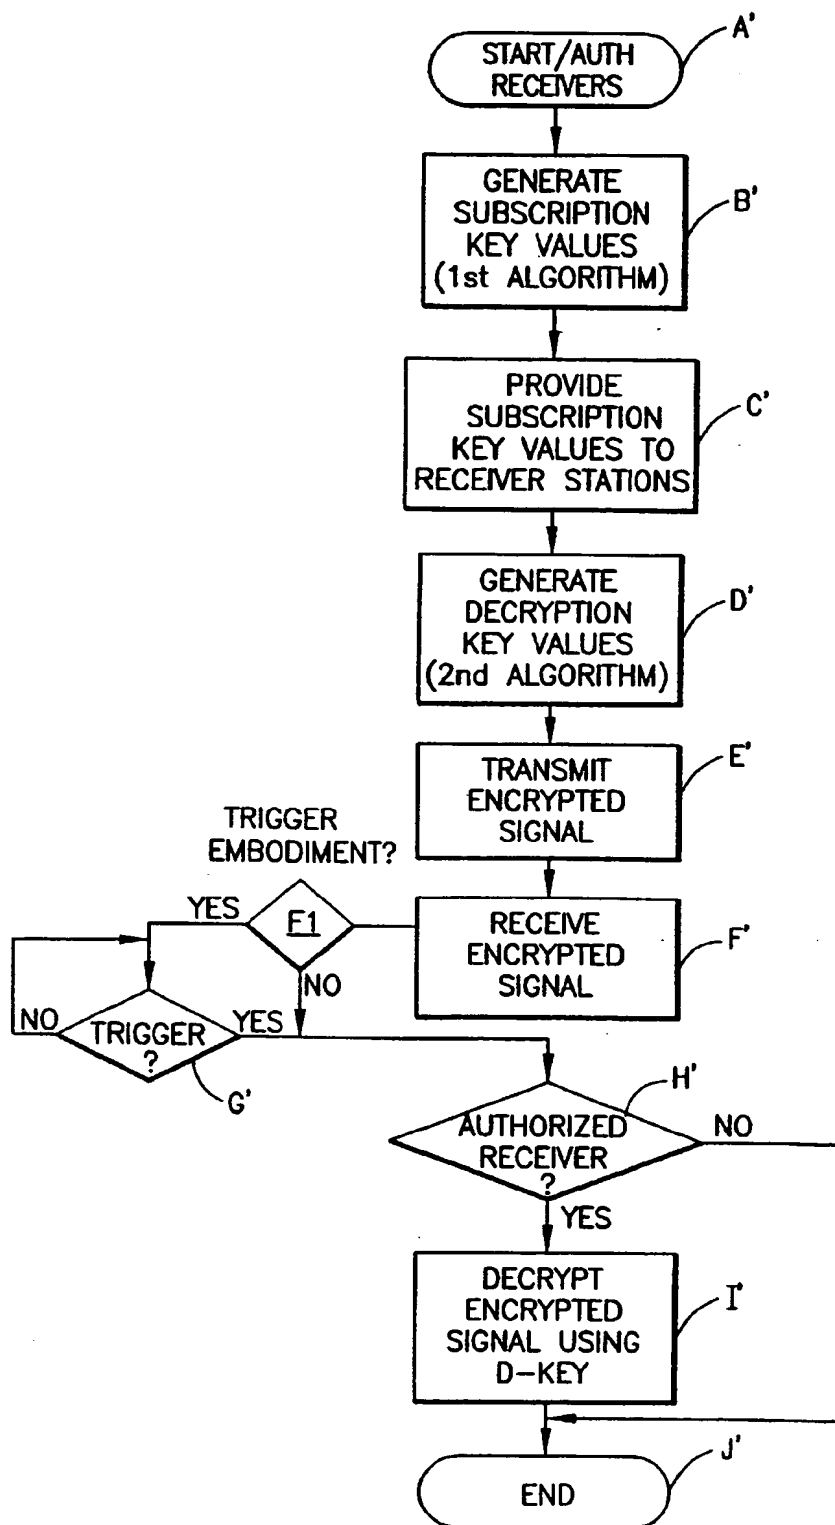 START/AUTH
RECEIVERS
A'
GENERATE
SUBSCRIPTION
KEY VALUES
(1st ALGORITHM)
B'
PROVIDE
SUBSCRIPTION
KEY VALUES TO
RECEIVER STATIONS
C'
GENERATE
DECRYPTION
KEY VALUES
(2nd ALGORITHM)
D'
TRANSMIT
ENCRYPTED
SIGNAL
E'
TRIGGER
EMBODIMENT?
YES
F1
NO
RECEIVE
ENCRYPTED
SIGNAL
F'
NO
TRIGGER
?
YES
G'
AUTHORIZED
RECEIVER
?
H'
NO
YES
DECRYPT
ENCRYPTED
SIGNAL USING
D-KEY
I'
END
J'